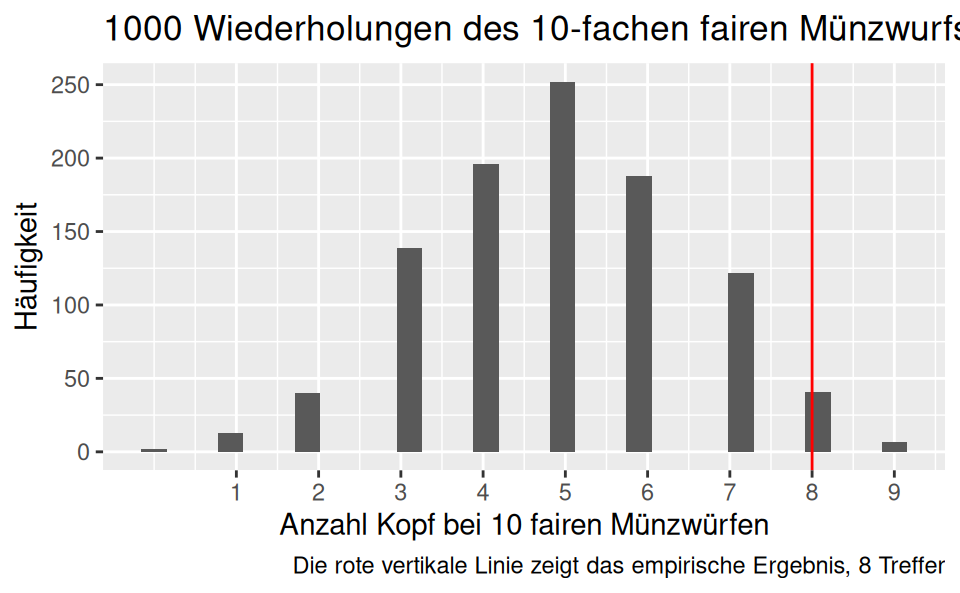 1000 Wiederholungen des 10-fachen fairen Münzwurfs
Häufigkeit
250
200
150
100
50
0
1 2 3 4 5 6 7 8 9
Anzahl Kopf bei 10 fairen Münzwürfen
Die rote vertikale Linie zeigt das empirische Ergebnis, 8 Treffer